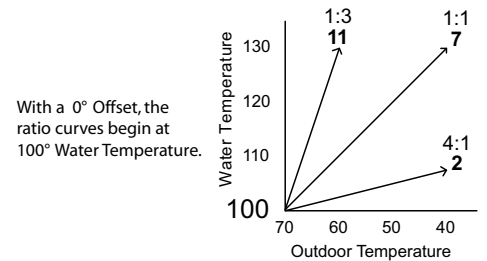 With a 0° Offset, the
ratio curves begin at
100° Water Temperature.
Water Temperature
130
120
110
100
1:3
11
1:1
7
4:1
2
70 60 50 40
Outdoor Temperature